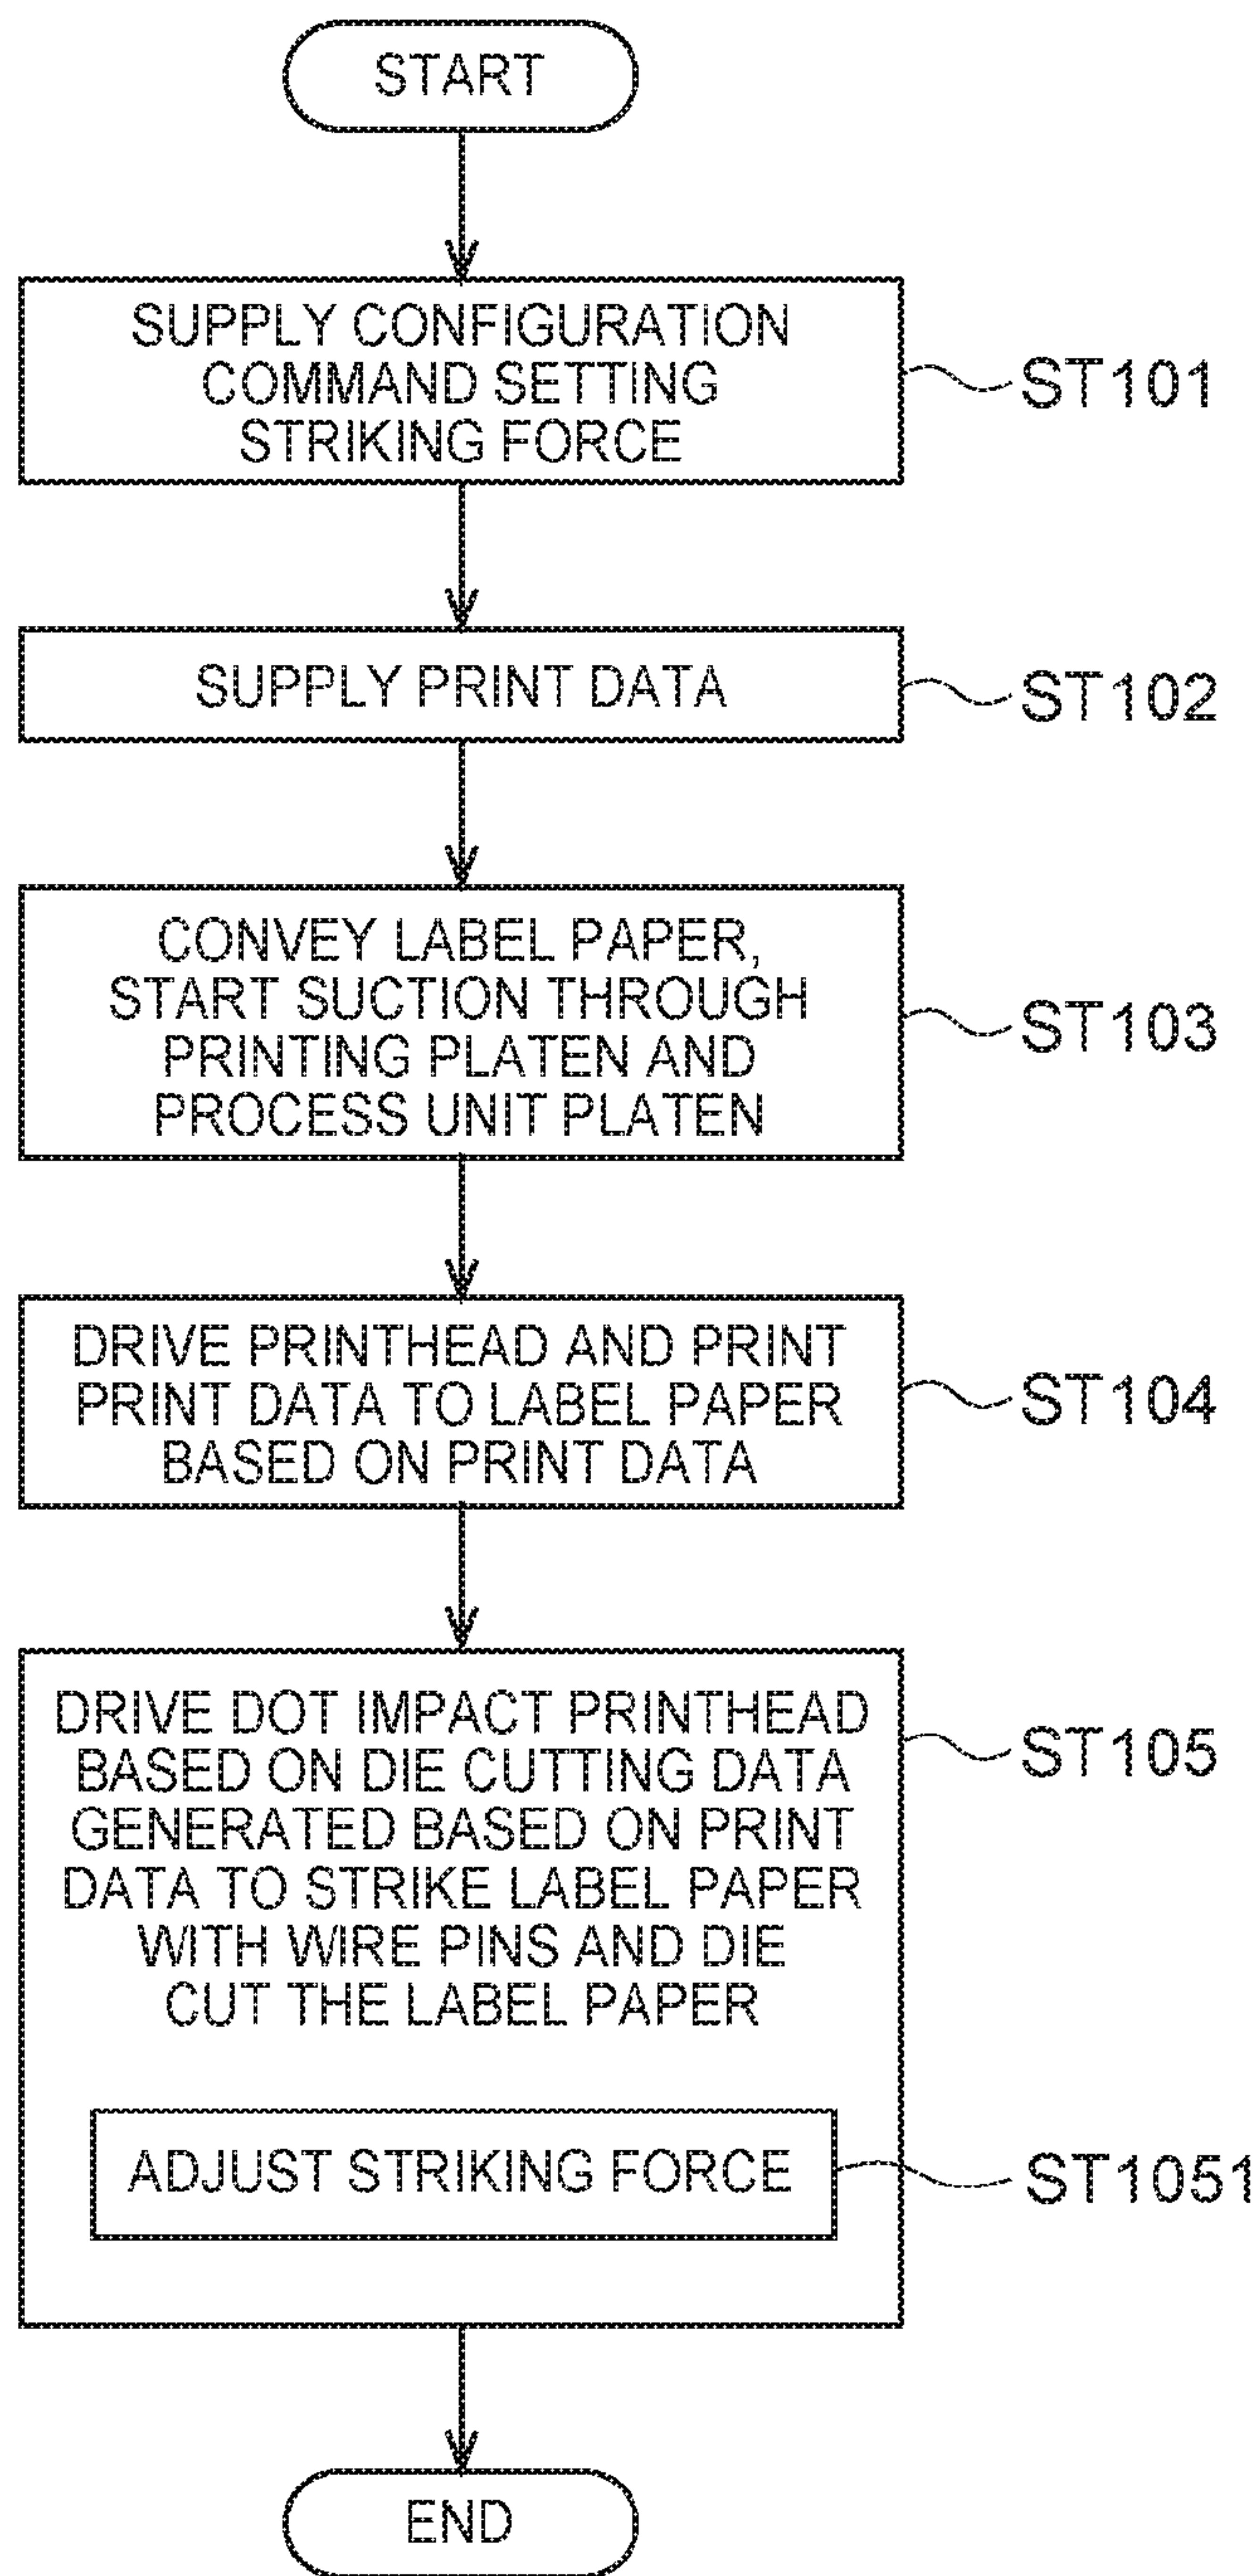 START
SUPPLY CONFIGURATION
COMMAND SETTING
STRIKING FORCE
ST101
SUPPLY PRINT DATA
ST102
CONVEY LABEL PAPER,
START SUCTION THROUGH
PRINTING PLATEN AND
PROCESS UNIT PLATEN
ST103
DRIVE PRINTHEAD AND PRINT
PRINT DATA TO LABEL PAPER
BASED ON PRINT DATA
ST104
DRIVE DOT IMPACT PRINTHEAD
BASED ON DIE CUTTING DATA
GENERATED BASED ON PRINT
DATA TO STRIKE LABEL PAPER
WITH WIRE PINS AND DIE
CUT THE LABEL PAPER
ST105
ADJUST STRIKING FORCE
ST1051
END